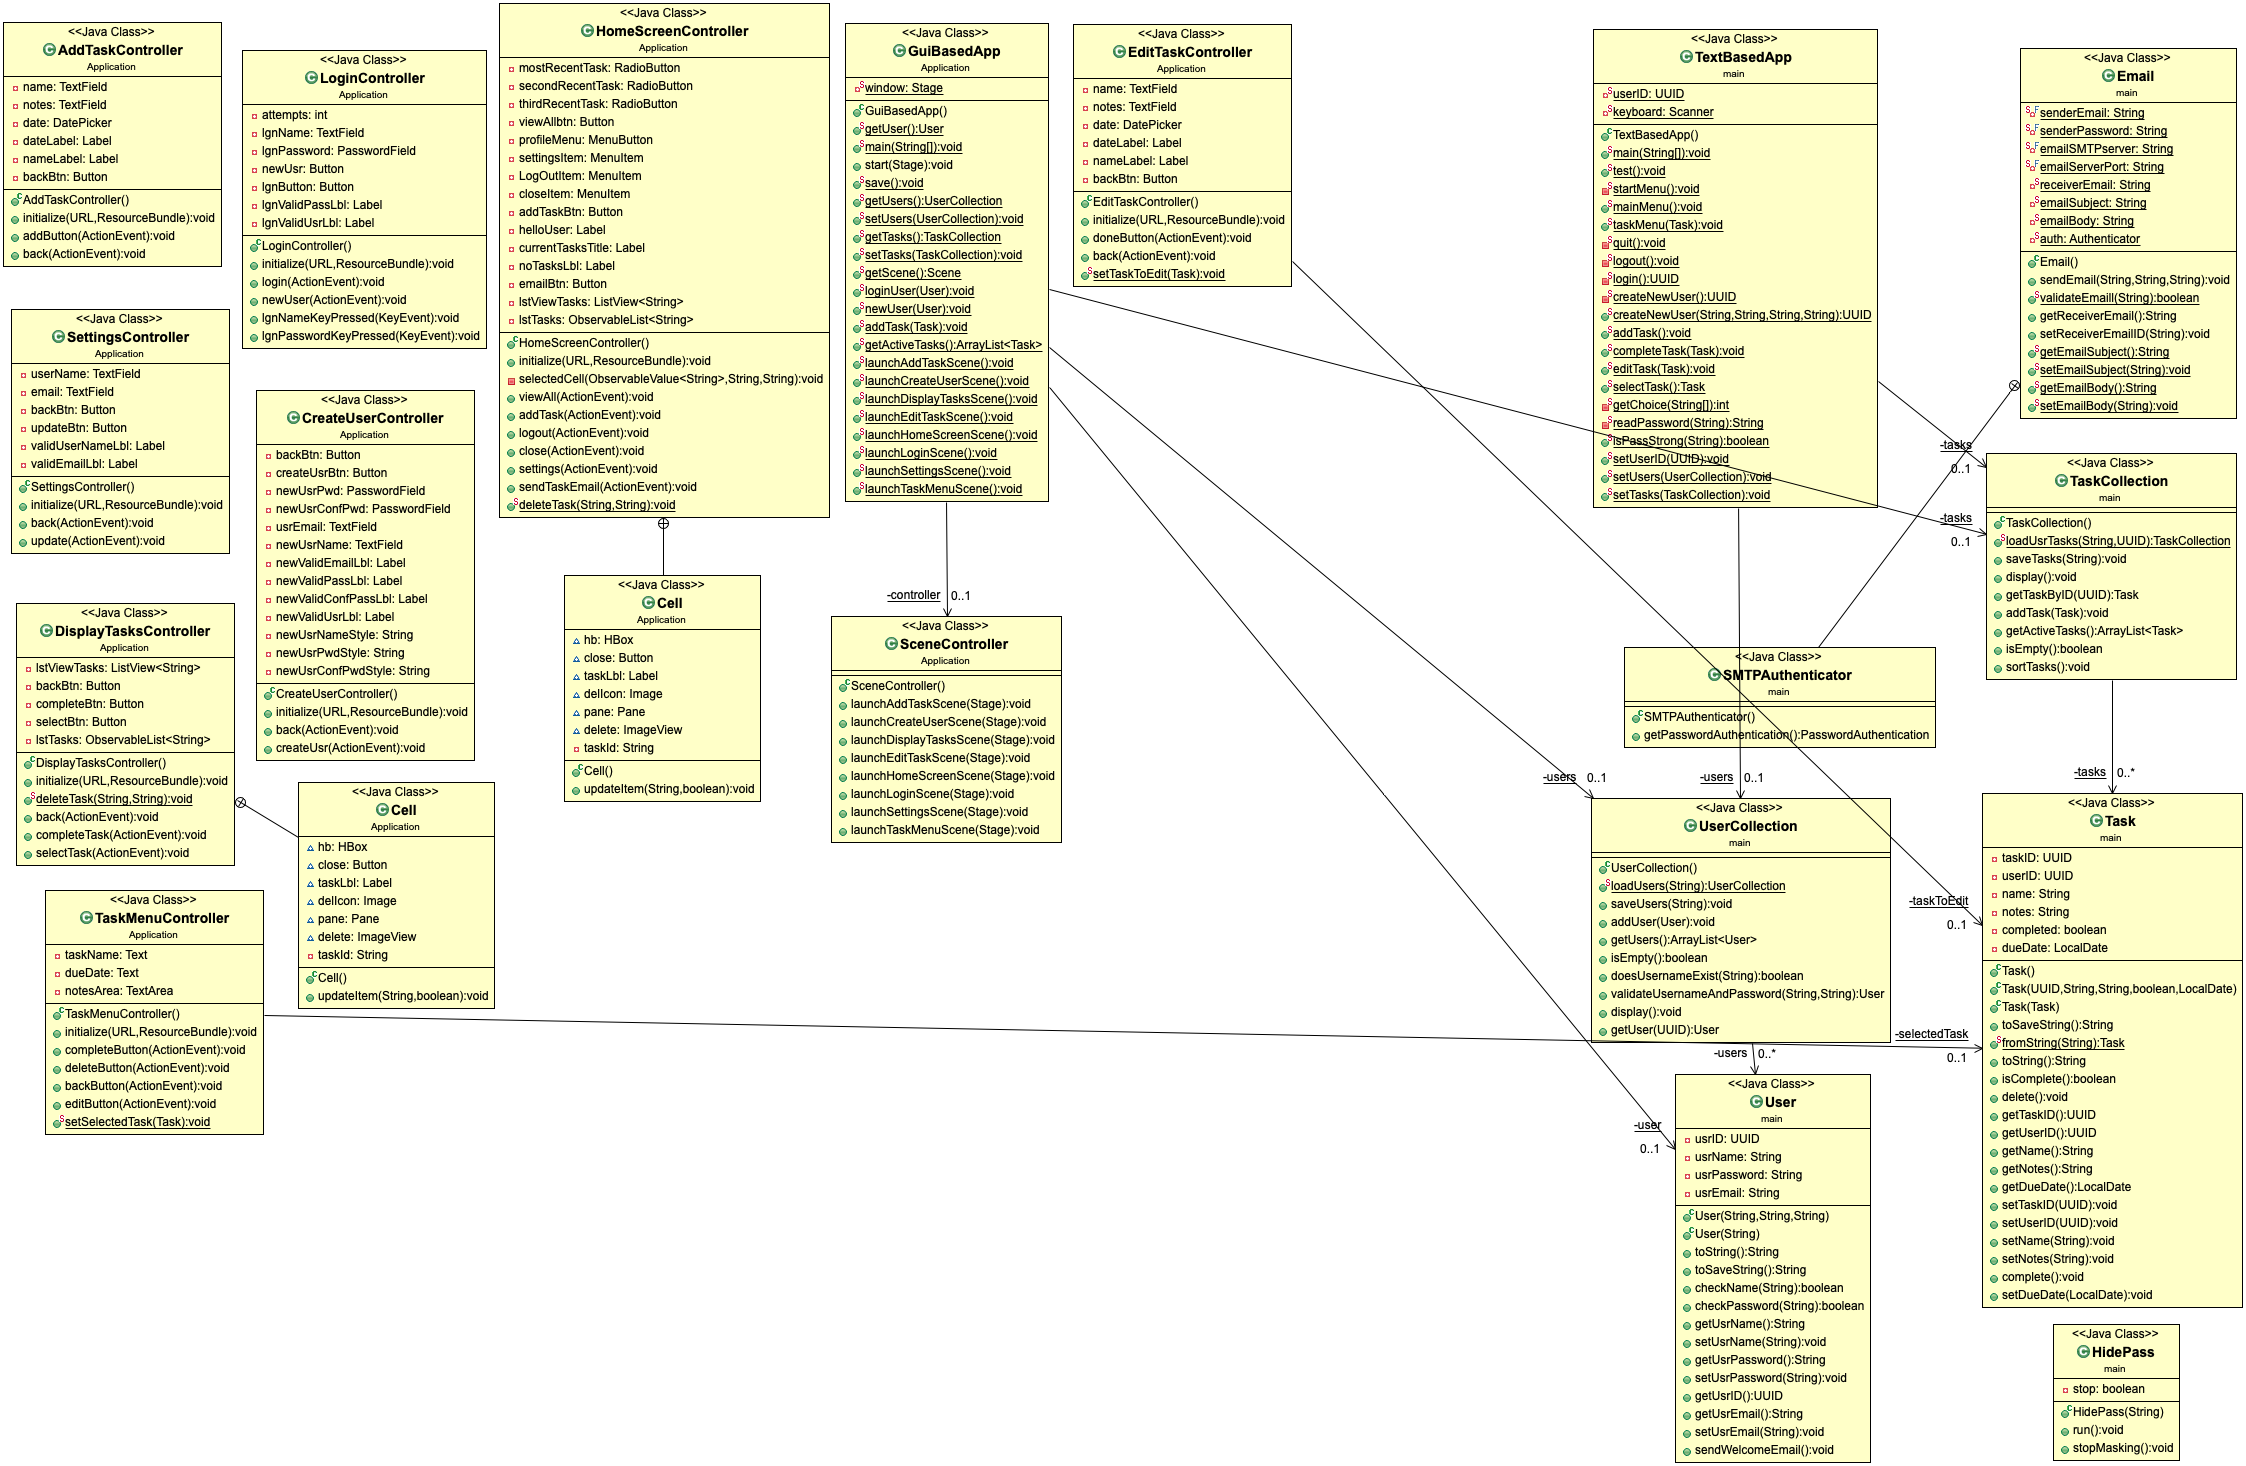 <<Java Class>>
AddTaskController
Application
name: TextField
notes: TextField
date: DatePicker
dateLabel: Label
nameLabel: Label
backBtn: Button
AddTaskController()
initialize(URL,ResourceBundle):void
addButton(ActionEvent):void
back(ActionEvent):void
<<Java Class>>
LoginController
Application
attempts: int
lgnName: TextField
lgnPassword: PasswordField
newUsr: Button
lgnButton: Button
lgnValidPassLbl: Label
lgnValidUsrLbl: Label
LoginController()
initialize(URL,ResourceBundle):void
login(ActionEvent):void
newUser(ActionEvent):void
lgnNameKeyPressed(KeyEvent):void
lgnPasswordKeyPressed(KeyEvent):void
<<Java Class>>
HomeScreenController
Application
mostRecentTask: RadioButton
secondRecentTask: RadioButton
thirdRecentTask: RadioButton
viewAllbtn: Button
profileMenu: MenuButton
settingsItem: MenuItem
LogOutItem: MenuItem
closeItem: MenuItem
addTaskBtn: Button
helloUser: Label
currentTasksTitle: Label
noTasksLbl: Label
emailBtn: Button
lstViewTasks: ListView<String>
lstTasks: ObservableList<String>
HomeScreenController()
initialize(URL,ResourceBundle):void
selectedCell(ObservableValue<String>,String,String):void
viewAll(ActionEvent):void
addTask(ActionEvent):void
logout(ActionEvent):void
close(ActionEvent):void
settings(ActionEvent):void
sendTaskEmail(ActionEvent):void
deleteTask(String,String):void
<<Java Class>>
GuiBasedApp
Application
window: Stage
GuiBasedApp()
getUser():User
main(String[]):void
start(Stage):void
save():void
getUsers():UserCollection
setUsers(UserCollection):void
getTasks():TaskCollection
setTasks(TaskCollection):void
getScene():Scene
loginUser(User):void
newUser(User):void
addTask(Task):void
getActiveTasks():ArrayList<Task>
launchAddTaskScene():void
launchCreateUserScene():void
launchDisplayTasksScene():void
launchEditTaskScene():void
launchHomeScreenScene():void
launchLoginScene():void
launchSettingsScene():void
launchTaskMenuScene():void
<<Java Class>>
EditTaskController
Application
name: TextField
notes: TextField
date: DatePicker
dateLabel: Label
nameLabel: Label
backBtn: Button
EditTaskController()
initialize(URL,ResourceBundle):void
doneButton(ActionEvent):void
back(ActionEvent):void
setTaskToEdit(Task):void
<<Java Class>>
TextBasedApp
main
userID: UUID
keyboard: Scanner
TextBasedApp()
main(String[]):void
test():void
startMenu():void
mainMenu():void
taskMenu(Task):void
quit():void
logout():void
login():UUID
createNewUser():UUID
createNewUser(String,String,String,String):UUID
addTask():void
completeTask(Task):void
editTask(Task):void
selectTask():Task
getChoice(String[]):int
readPassword(String):String
isPassStrong(String):boolean
setUserID(UUID):void
setUsers(UserCollection):void
setTasks(TaskCollection):void
<<Java Class>>
Email
main
senderEmail: String
senderPassword: String
emailSMTPserver: String
emailServerPort: String
receiverEmail: String
emailSubject: String
emailBody: String
auth: Authenticator
Email()
sendEmail(String,String,String):void
validateEmaill(String):boolean
getReceiverEmail():String
setReceiverEmailID(String):void
getEmailSubject():String
setEmailSubject(String):void
getEmailBody():String
setEmailBody(String):void
<<Java Class>>
SettingsController
Application
userName: TextField
email: TextField
backBtn: Button
updateBtn: Button
validUserNameLbl: Label
validEmailLbl: Label
SettingsController()
initialize(URL,ResourceBundle):void
back(ActionEvent):void
update(ActionEvent):void
<<Java Class>>
CreateUserController
Application
backBtn: Button
createUsrBtn: Button
newUsrPwd: PasswordField
newUsrConfPwd: PasswordField
usrEmail: TextField
newUsrName: TextField
newValidEmailLbl: Label
newValidPassLbl: Label
newValidConfPassLbl: Label
newValidUsrLbl: Label
newUsrNameStyle: String
newUsrPwdStyle: String
newUsrConfPwdStyle: String
CreateUserController()
initialize(URL,ResourceBundle):void
back(ActionEvent):void
createUsr(ActionEvent):void
-tasks
0..1
<<Java Class>>
TaskCollection
main
TaskCollection()
loadUsrTasks(String,UUID):TaskCollection
saveTasks(String):void
display():void
getTaskByID(UUID):Task
addTask(Task):void
getActiveTasks():ArrayList<Task>
isEmpty():boolean
sortTasks():void
-tasks
0..1
<<Java Class>>
Cell
Application
hb: HBox
close: Button
taskLbl: Label
delIcon: Image
pane: Pane
delete: ImageView
taskId: String
Cell()
updateItem(String,boolean):void
-controller
0..1
<<Java Class>>
SceneController
Application
SceneController()
launchAddTaskScene(Stage):void
launchCreateUserScene(Stage):void
launchDisplayTasksScene(Stage):void
launchEditTaskScene(Stage):void
launchHomeScreenScene(Stage):void
launchLoginScene(Stage):void
launchSettingsScene(Stage):void
launchTaskMenuScene(Stage):void
<<Java Class>>
DisplayTasksController
Application
lstViewTasks: ListView<String>
backBtn: Button
completeBtn: Button
selectBtn: Button
lstTasks: ObservableList<String>
DisplayTasksController()
initialize(URL,ResourceBundle):void
deleteTask(String,String):void
back(ActionEvent):void
completeTask(ActionEvent):void
selectTask(ActionEvent):void
<<Java Class>>
SMTPAuthenticator
main
SMTPAuthenticator()
getPasswordAuthentication():PasswordAuthentication
<<Java Class>>
Cell
Application
hb: HBox
close: Button
taskLbl: Label
delIcon: Image
pane: Pane
delete: ImageView
taskId: String
Cell()
updateItem(String,boolean):void
-users
0..1
-users
0..1
<<Java Class>>
UserCollection
main
UserCollection()
loadUsers(String):UserCollection
saveUsers(String):void
addUser(User):void
getUsers():ArrayList<User>
isEmpty():boolean
doesUsernameExist(String):boolean
validateUsernameAndPassword(String,String):User
display():void
getUser(UUID):User
-tasks
0..*
<<Java Class>>
Task
main
taskID: UUID
userID: UUID
name: String
notes: String
completed: boolean
dueDate: LocalDate
Task()
Task(UUID,String,String,boolean,LocalDate)
Task(Task)
toSaveString():String
fromString(String):Task
toString():String
isComplete():boolean
delete():void
getTaskID():UUID
getUserID():UUID
getName():String
getNotes():String
getDueDate():LocalDate
setTaskID(UUID):void
setUserID(UUID):void
setName(String):void
setNotes(String):void
complete():void
setDueDate(LocalDate):void
-taskToEdit
0..1
<<Java Class>>
TaskMenuController
Application
taskName: Text
dueDate: Text
notesArea: TextArea
TaskMenuController()
initialize(URL,ResourceBundle):void
completeButton(ActionEvent):void
deleteButton(ActionEvent):void
backButton(ActionEvent):void
editButton(ActionEvent):void
setSelectedTask(Task):void
-selectedTask
0..1
-users
0..*
-user
0..1
<<Java Class>>
User
main
usrID: UUID
usrName: String
usrPassword: String
usrEmail: String
User(String,String,String)
User(String)
toString():String
toSaveString():String
checkName(String):boolean
checkPassword(String):boolean
getUsrName():String
setUsrName(String):void
getUsrPassword():String
setUsrPassword(String):void
getUsrID():UUID
getUsrEmail():String
setUsrEmail(String):void
sendWelcomeEmail():void
<<Java Class>>
HidePass
main
stop: boolean
HidePass(String)
run():void
stopMasking():void